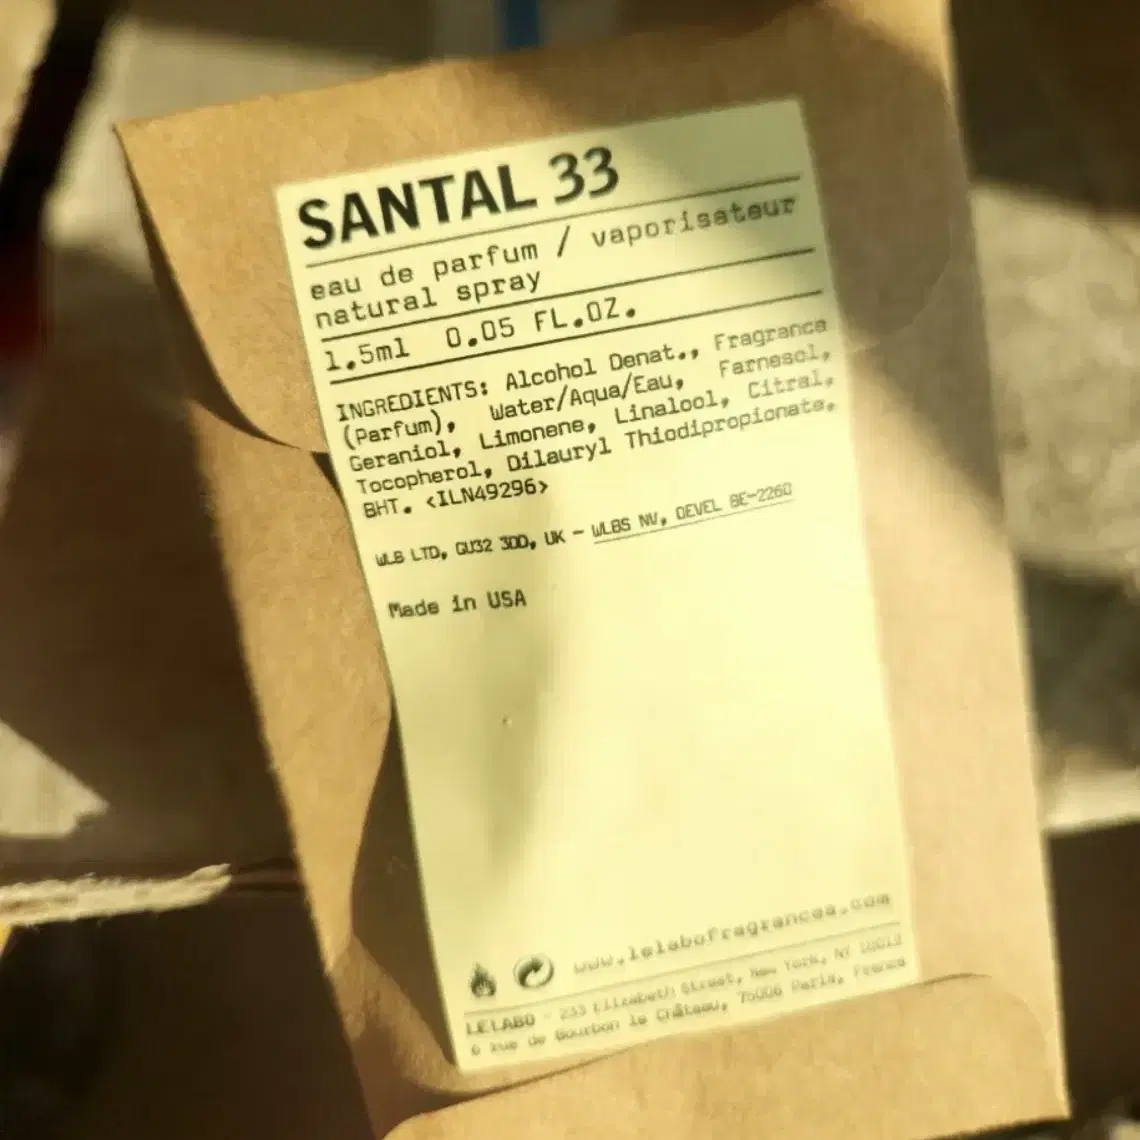 SANTAL 33
eau de parfum / vaporisateur
natural spray
1.5ml 0.05 FL.OZ.
INGREDIENTS: Alcohol Denat., Fragrance
(Parfum), Water/Aqua/Eau, Farnesol,
Geraniol, Limonene, Linalool, Citral,
Tocopherol, Dilauryl Thiodipropionate,
BHT. <ILN49296>
WLB LTD, GU32 3DD, UK - WLBS NV, DEVEL BE-2260
Made in USA
www.lelabofragrances.com
LELABO - 233 Elizabeth Street, New York, NY 10012
6 rue de Bourbon le Château, 75006 Paris, France